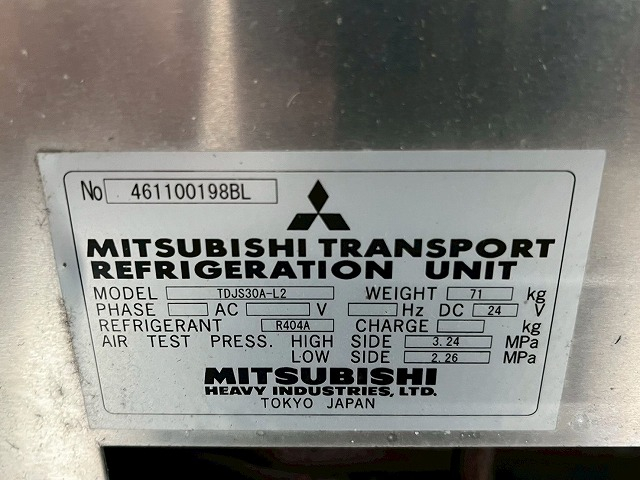 No 461100198BL
MITSUBISHI TRANSPORT
REFRIGERATION UNIT
MODEL TDJS30A-L2 WEIGHT 71 kg
PHASE AC V Hz DC 24 V
REFRIGERANT R404A CHARGE kg
AIR TEST PRESS. HIGH SIDE 3.24 MPa
LOW SIDE 2.26 MPa
MITSUBISHI
HEAVY INDUSTRIES, LTD.
TOKYO JAPAN